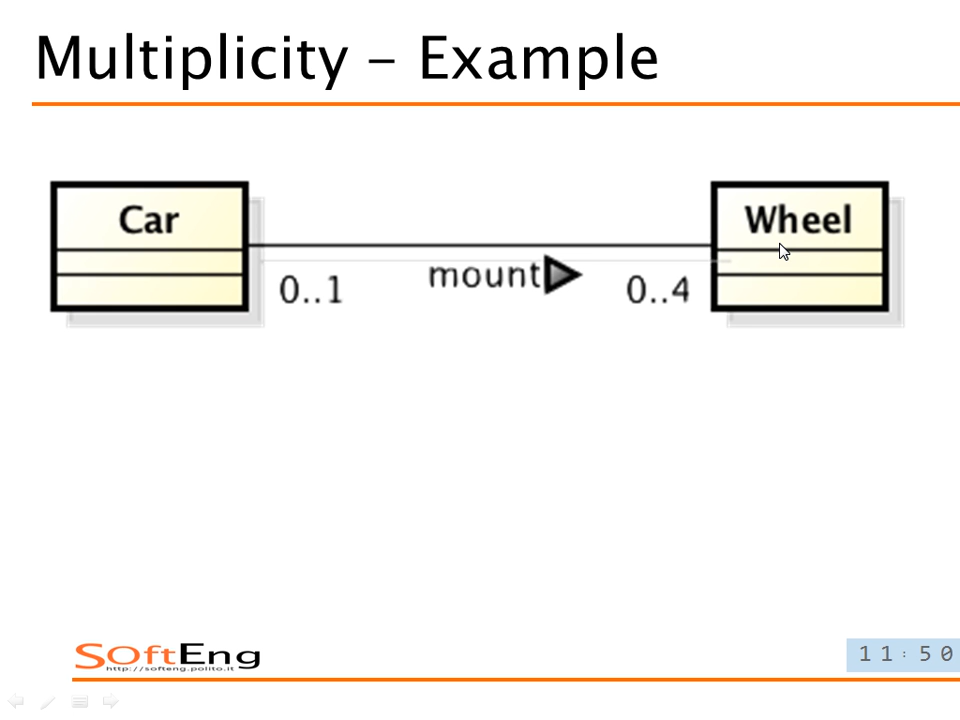 Multiplicity – Example
Car
Wheel
0..1
mount
0..4
SOftEng
http://softeng.polito.it
11:50